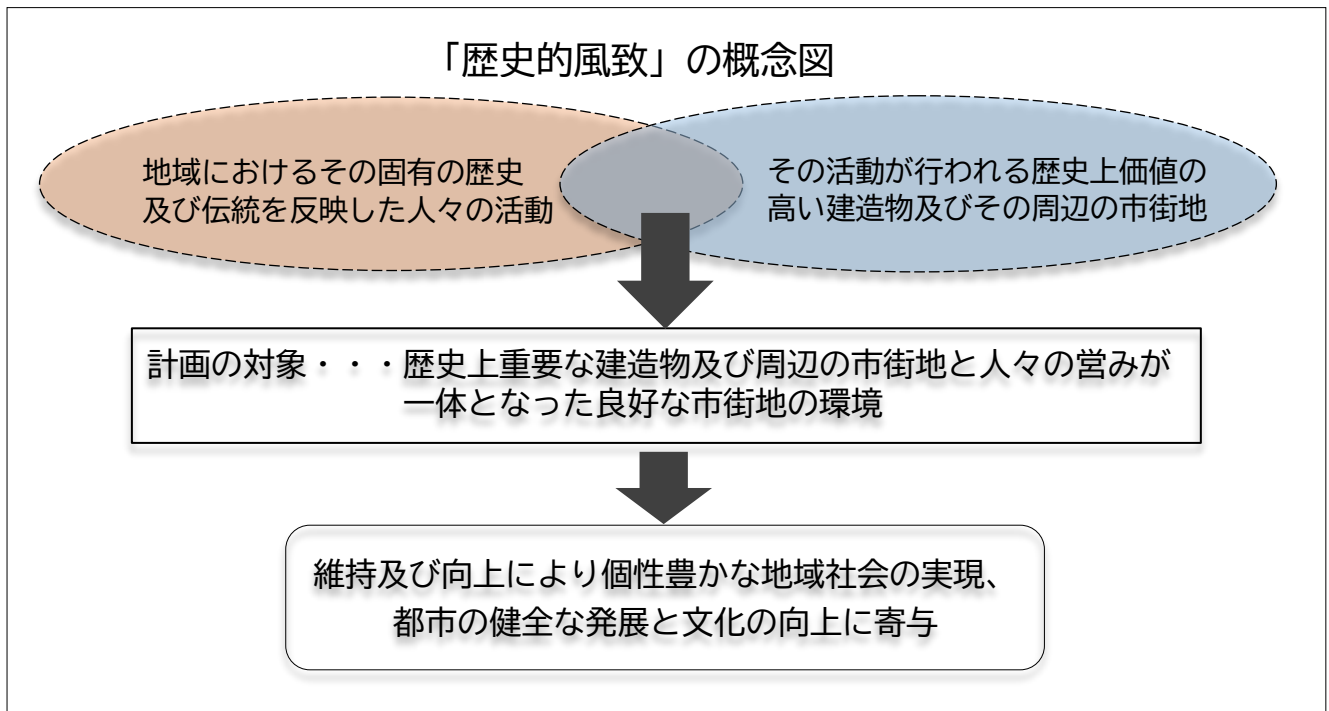 「歴史的風致」の概念図
地域におけるその固有の歴史
及び伝統を反映した人々の活動
その活動が行われる歴史上価値の
高い建造物及びその周辺の市街地
計画の対象・・・歴史上重要な建造物及び周辺の市街地と人々の営みが
一体となった良好な市街地の環境
維持及び向上により個性豊かな地域社会の実現、
都市の健全な発展と文化の向上に寄与